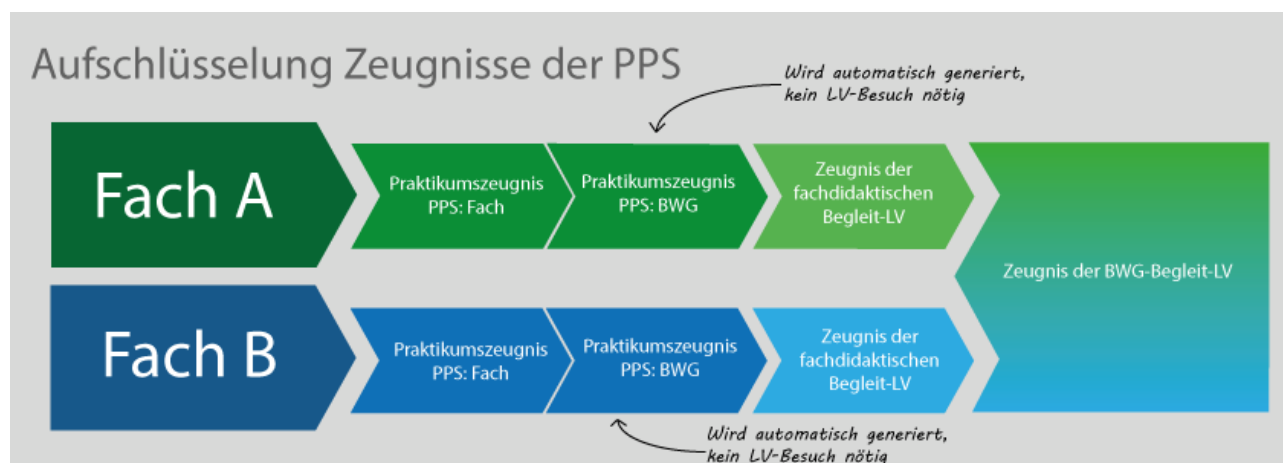 Aufschlüsselung Zeugnisse der PPS
Wird automatisch generiert,
kein LV-Besuch nötig
Fach A
Praktikumszeugnis
PPS: Fach
Praktikumszeugnis
PPS: BWG
Zeugnis der
fachdidaktischen
Begleit-LV
Zeugnis der BWG-Begleit-LV
Fach B
Praktikumszeugnis
PPS: Fach
Praktikumszeugnis
PPS: BWG
Zeugnis der
fachdidaktischen
Begleit-LV
Wird automatisch generiert,
kein LV-Besuch nötig